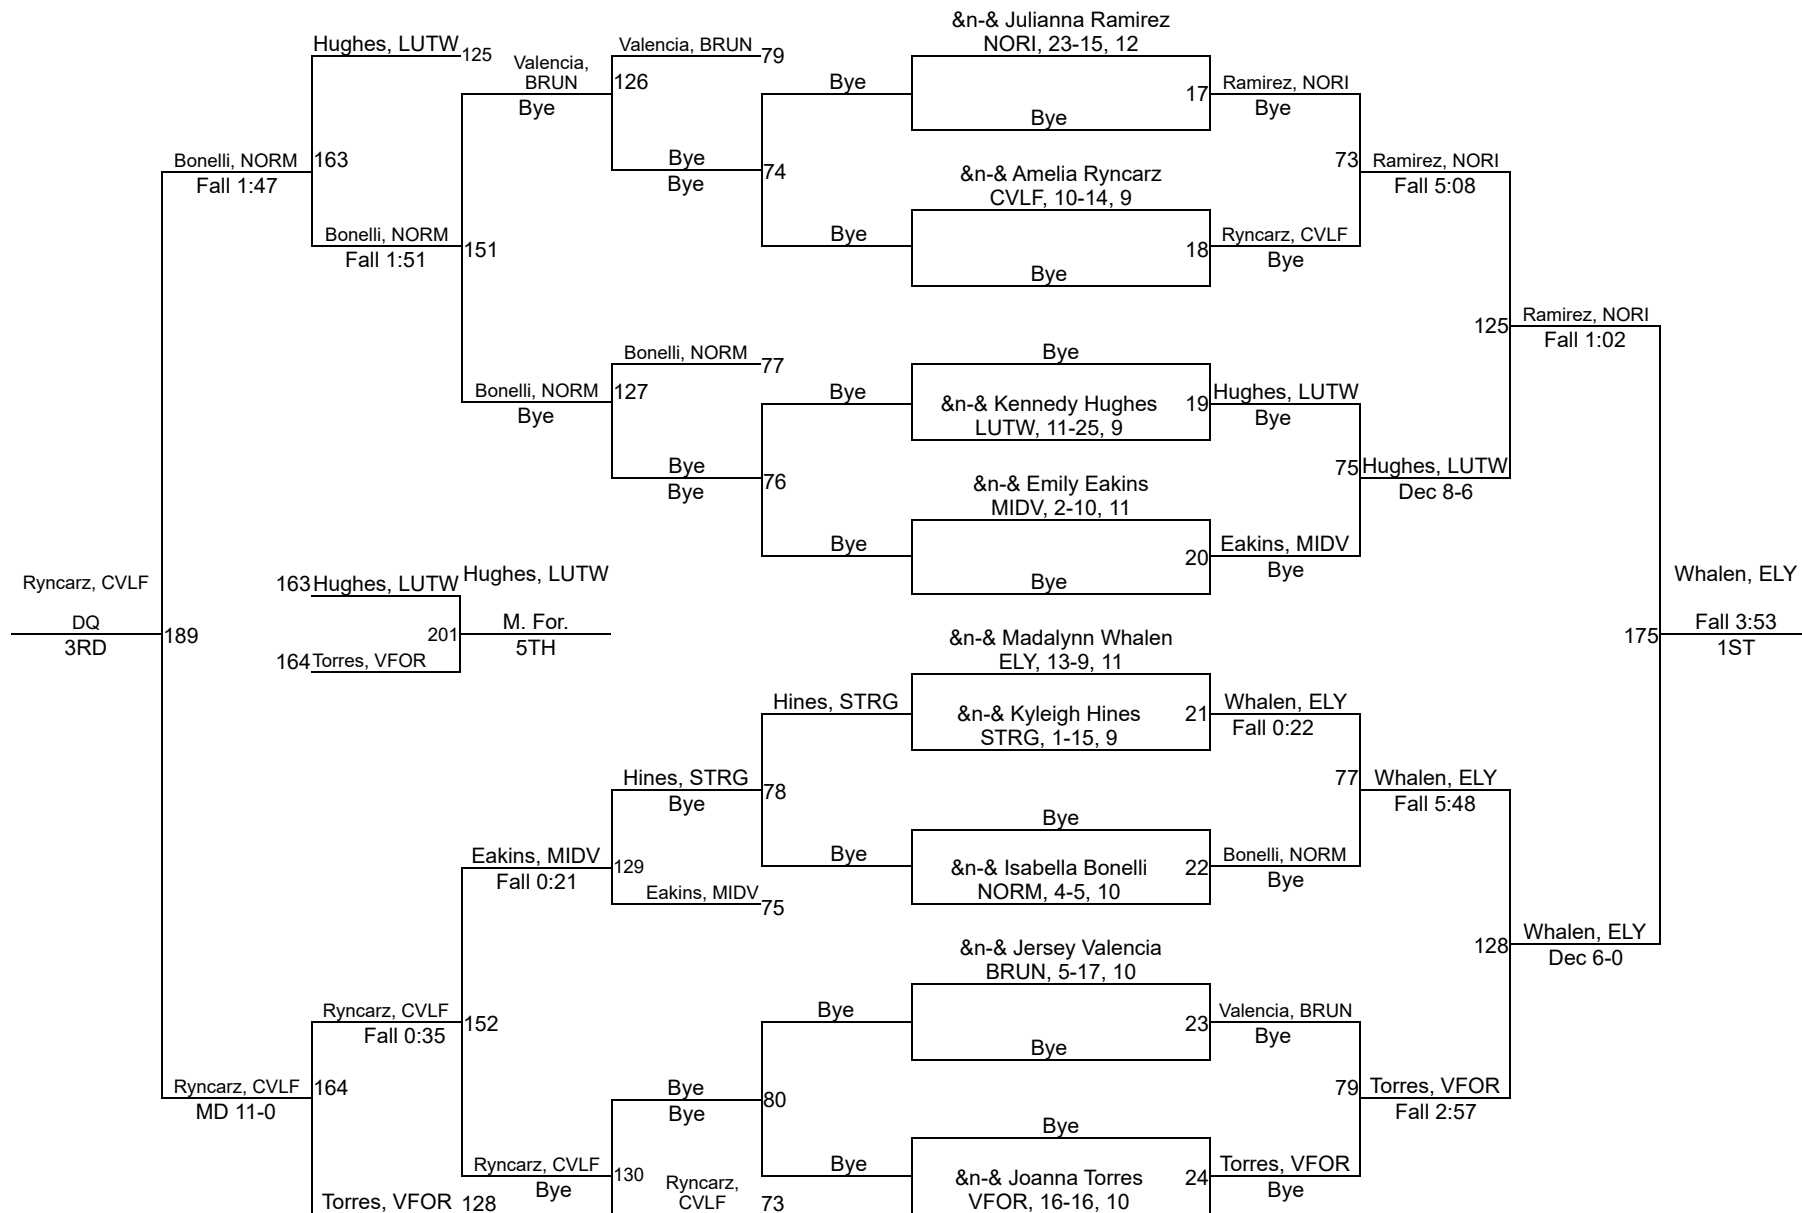 &n-& Julianna Ramirez
NORI, 23-15, 12
Hughes, LUTW
125
Valencia, BRUN
79
Valencia,
BRUN
Bye
126
Bye
17
Ramirez, NORI
Bye
Bye
Bonelli, NORM
Fall 1:47
163
Bye
Bye
74
&n-& Amelia Ryncarz
CVLF, 10-14, 9
73
Ramirez, NORI
Fall 5:08
Bonelli, NORM
Fall 1:51
151
Bye
18
Ryncarz, CVLF
Bye
Bye
125
Ramirez, NORI
Fall 1:02
Bonelli, NORM
77
Bye
Bonelli, NORM
Bye
127
Bye
&n-& Kennedy Hughes
LUTW, 11-25, 9
19
Hughes, LUTW
Bye
Bye
Bye
76
&n-& Emily Eakins
MIDV, 2-10, 11
75
Hughes, LUTW
Dec 8-6
Bye
20
Eakins, MIDV
Bye
Bye
Ryncarz, CVLF
DQ
3RD
189
163
Hughes, LUTW
Hughes, LUTW
201
M. For.
5TH
164
Torres, VFOR
Whalen, ELY
Fall 3:53
1ST
175
&n-& Madalynn Whalen
ELY, 13-9, 11
Hines, STRG
&n-& Kyleigh Hines
STRG, 1-15, 9
21
Whalen, ELY
Fall 0:22
Hines, STRG
Bye
78
77
Whalen, ELY
Fall 5:48
Bye
Eakins, MIDV
Fall 0:21
129
Eakins, MIDV
75
Bye
&n-& Isabella Bonelli
NORM, 4-5, 10
22
Bonelli, NORM
Bye
128
Whalen, ELY
Dec 6-0
&n-& Jersey Valencia
BRUN, 5-17, 10
Ryncarz, CVLF
Fall 0:35
152
Bye
23
Valencia, BRUN
Bye
Bye
Ryncarz, CVLF
MD 11-0
164
Bye
Bye
80
79
Torres, VFOR
Fall 2:57
Bye
Ryncarz, CVLF
Bye
130
Ryncarz,
CVLF
73
Bye
&n-& Joanna Torres
VFOR, 16-16, 10
24
Torres, VFOR
Bye
Torres, VFOR
128